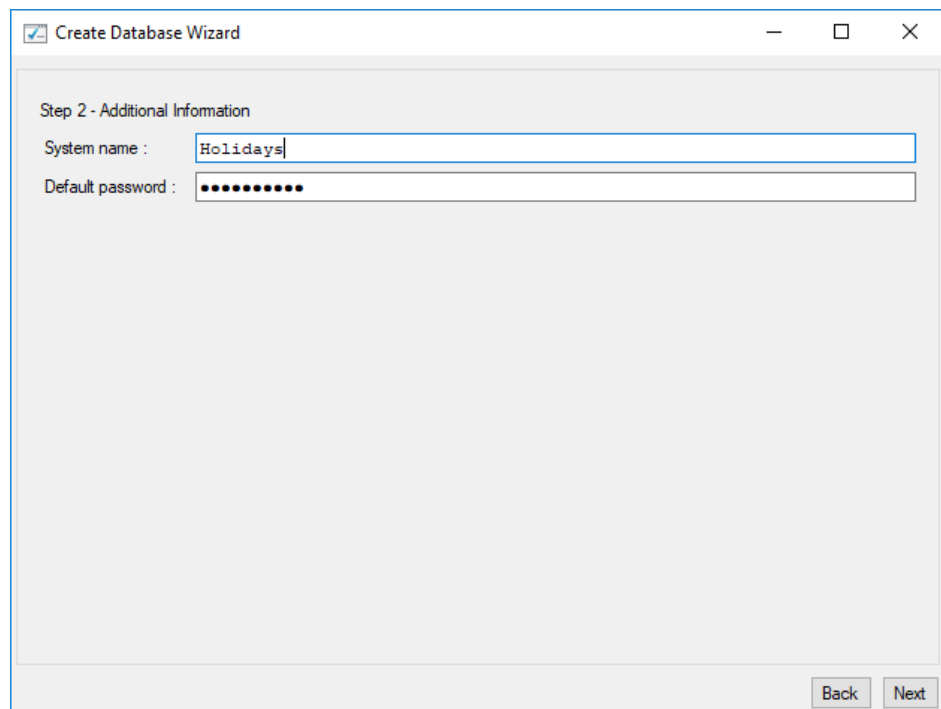 Create Database Wizard
Step 2 - Additional Information
System name : Holidays
Default password : ●●●●●●●●●●
Back Next